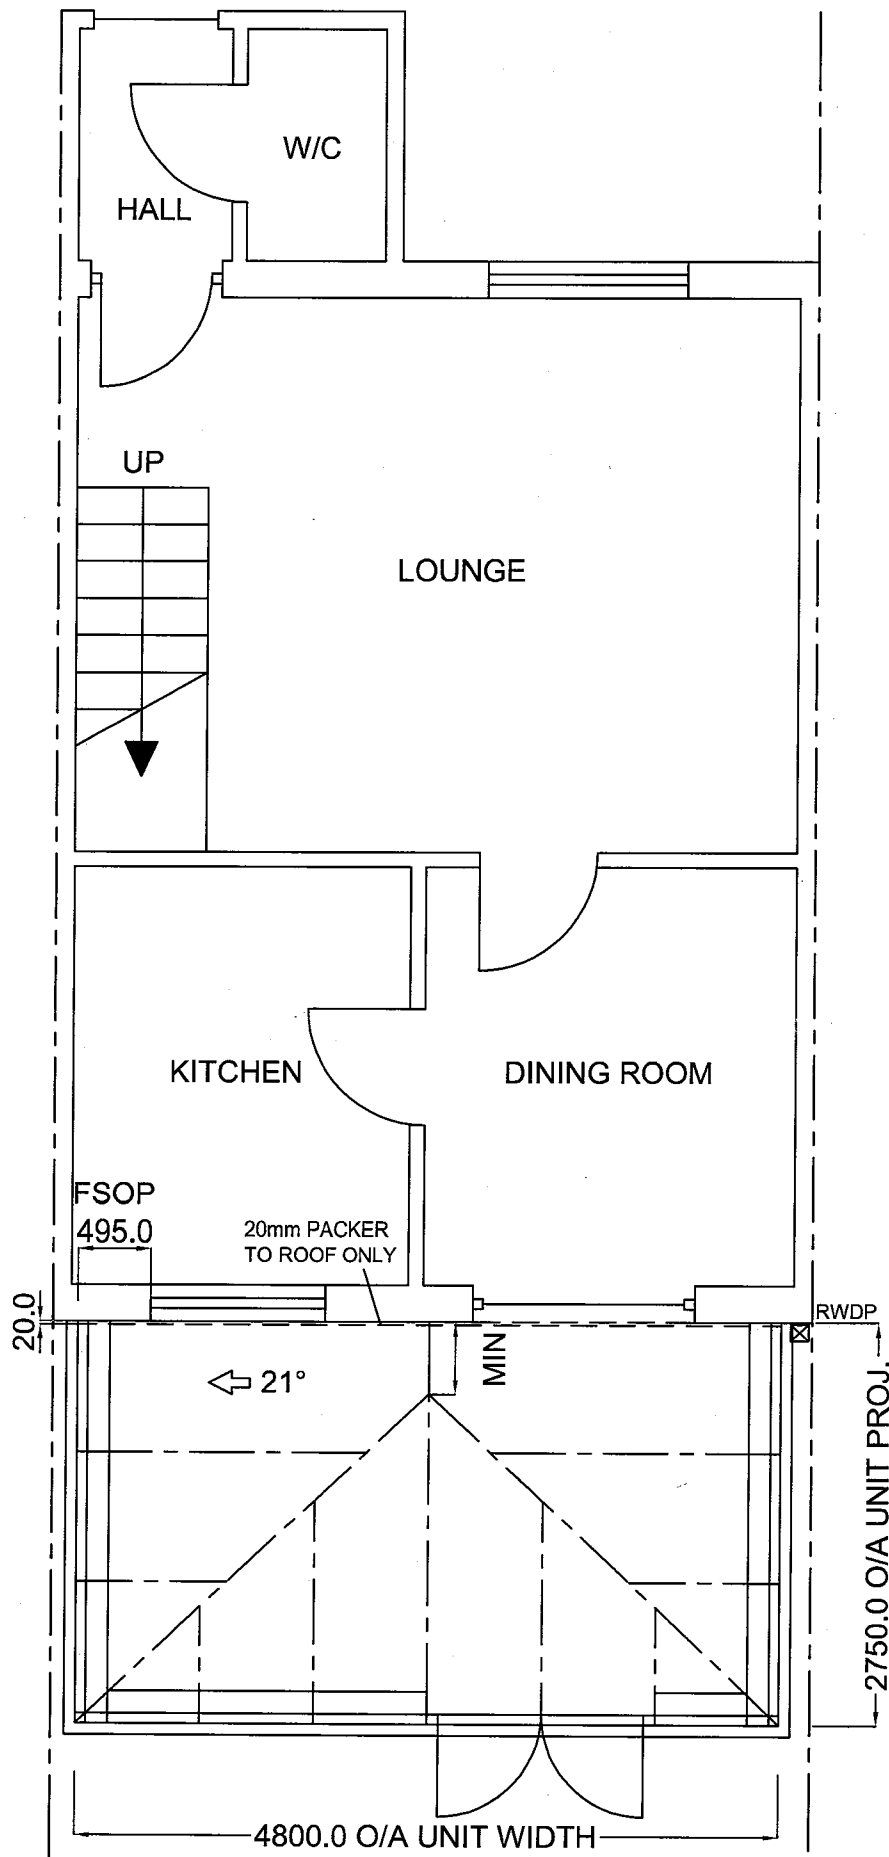 W/C
HALL
UP
LOUNGE
KITCHEN
DINING ROOM
FSOP
495.0
20mm PACKER
TO ROOF ONLY
20.0
RWDP
MIN
21°
2750.0 O/A UNIT PROJ.
4800.0 O/A UNIT WIDTH